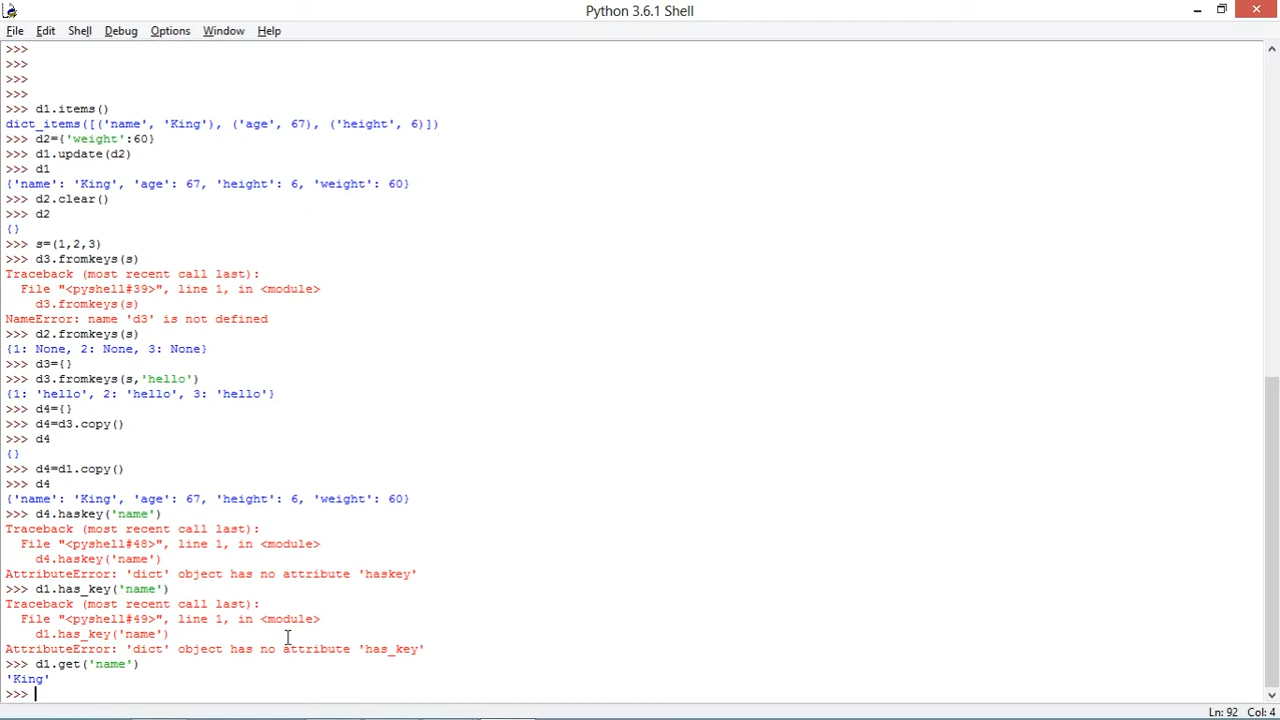 Python 3.6.1 Shell
File Edit Shell Debug Options Window Help
>>>
>>>
>>>
>>>
>>> d1.items()
dict_items([('name', 'King'), ('age', 67), ('height', 6)])
>>> d2={'weight':60}
>>> d1.update(d2)
>>> d1
{'name': 'King', 'age': 67, 'height': 6, 'weight': 60}
>>> d2.clear()
>>> d2
{}
>>> s=(1,2,3)
>>> d3.fromkeys(s)
Traceback (most recent call last):
  File "<pyshell#39>", line 1, in <module>
    d3.fromkeys(s)
NameError: name 'd3' is not defined
>>> d2.fromkeys(s)
{1: None, 2: None, 3: None}
>>> d3={}
>>> d3.fromkeys(s,'hello')
{1: 'hello', 2: 'hello', 3: 'hello'}
>>> d4={}
>>> d4=d3.copy()
>>> d4
{}
>>> d4=d1.copy()
>>> d4
{'name': 'King', 'age': 67, 'height': 6, 'weight': 60}
>>> d4.haskey('name')
Traceback (most recent call last):
  File "<pyshell#48>", line 1, in <module>
    d4.haskey('name')
AttributeError: 'dict' object has no attribute 'haskey'
>>> d1.has_key('name')
Traceback (most recent call last):
  File "<pyshell#49>", line 1, in <module>
    d1.has_key('name')
AttributeError: 'dict' object has no attribute 'has_key'
>>> d1.get('name')
'King'
>>>
Ln: 92 Col: 4